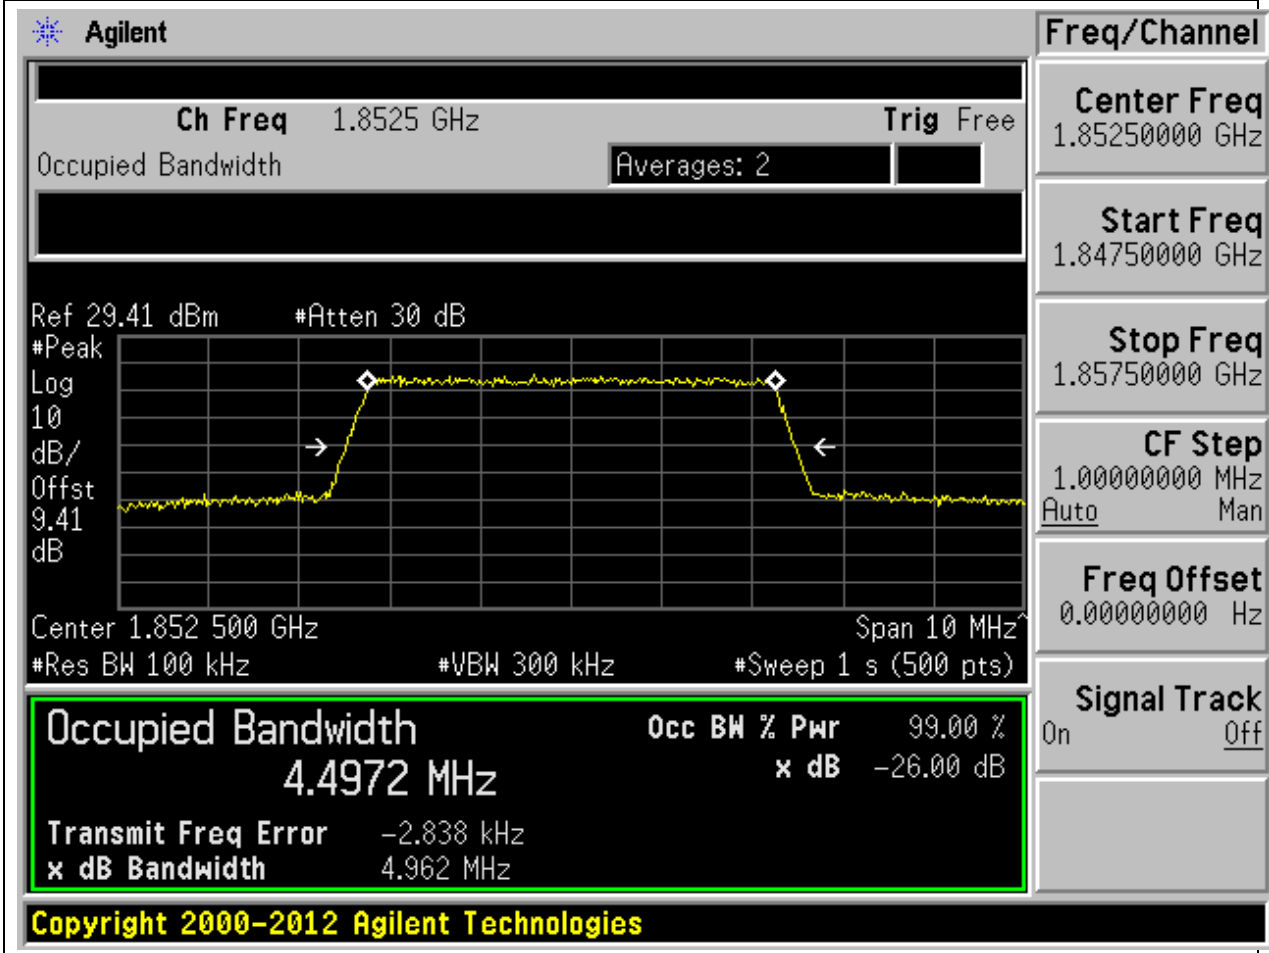 Agilent
Freq/Channel
Ch Freq 1.8525 GHz Trig Free
Occupied Bandwidth Averages: 2
Center Freq
1.85250000 GHz
Start Freq
1.84750000 GHz
Stop Freq
1.85750000 GHz
CF Step
1.00000000 MHz
Auto Man
Freq Offset
0.00000000 Hz
Signal Track
On Off
Ref 29.41 dBm #Atten 30 dB
#Peak
Log
10
dB/
Offst
9.41
dB
Center 1.852 500 GHz Span 10 MHz^
#Res BW 100 kHz #VBW 300 kHz #Sweep 1 s (500 pts)
Occupied Bandwidth Occ BW % Pwr 99.00 %
4.4972 MHz x dB -26.00 dB
Transmit Freq Error -2.838 kHz
x dB Bandwidth 4.962 MHz
Copyright 2000-2012 Agilent Technologies